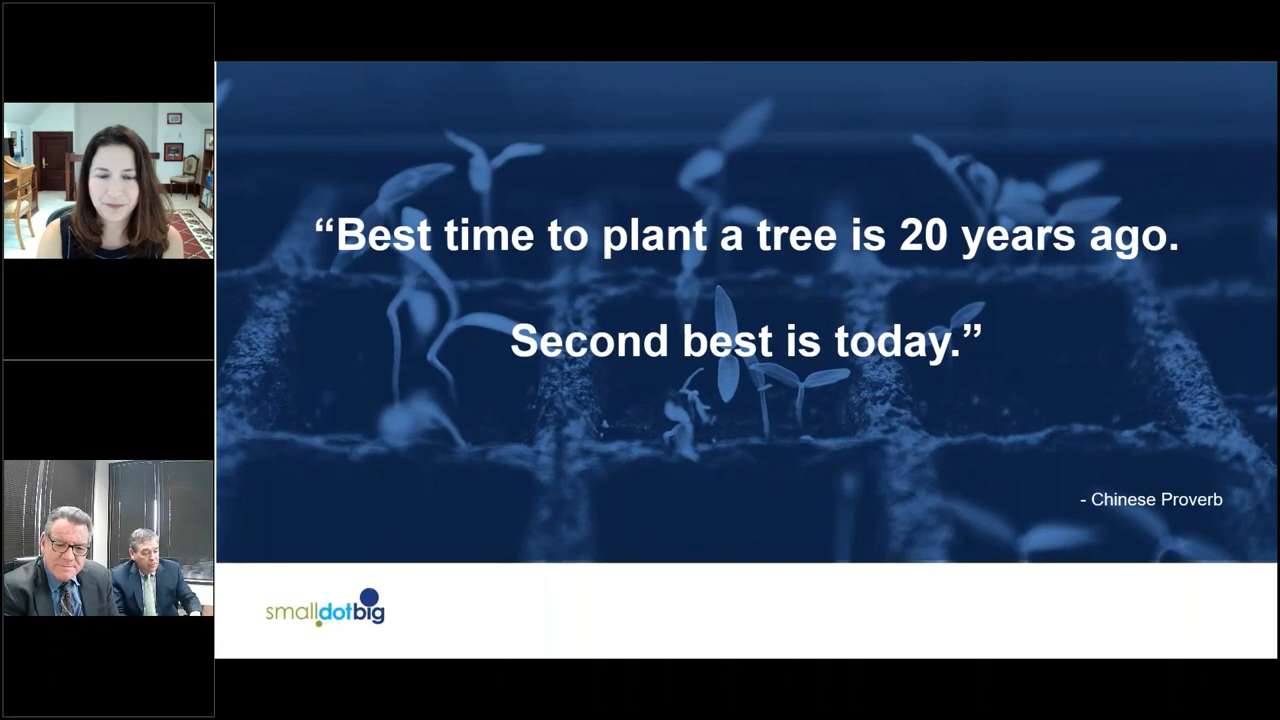 “Best time to plant a tree is 20 years ago.
Second best is today.”
- Chinese Proverb
smalldotbig